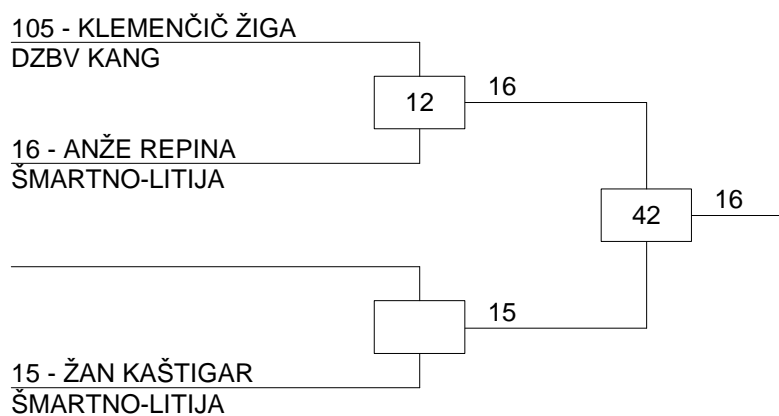 105 - KLEMENČIČ ŽIGA
DZBV KANG
12
16
16 - ANŽE REPINA
ŠMARTNO-LITIJA
42
16
15
15 - ŽAN KAŠTIGAR
ŠMARTNO-LITIJA